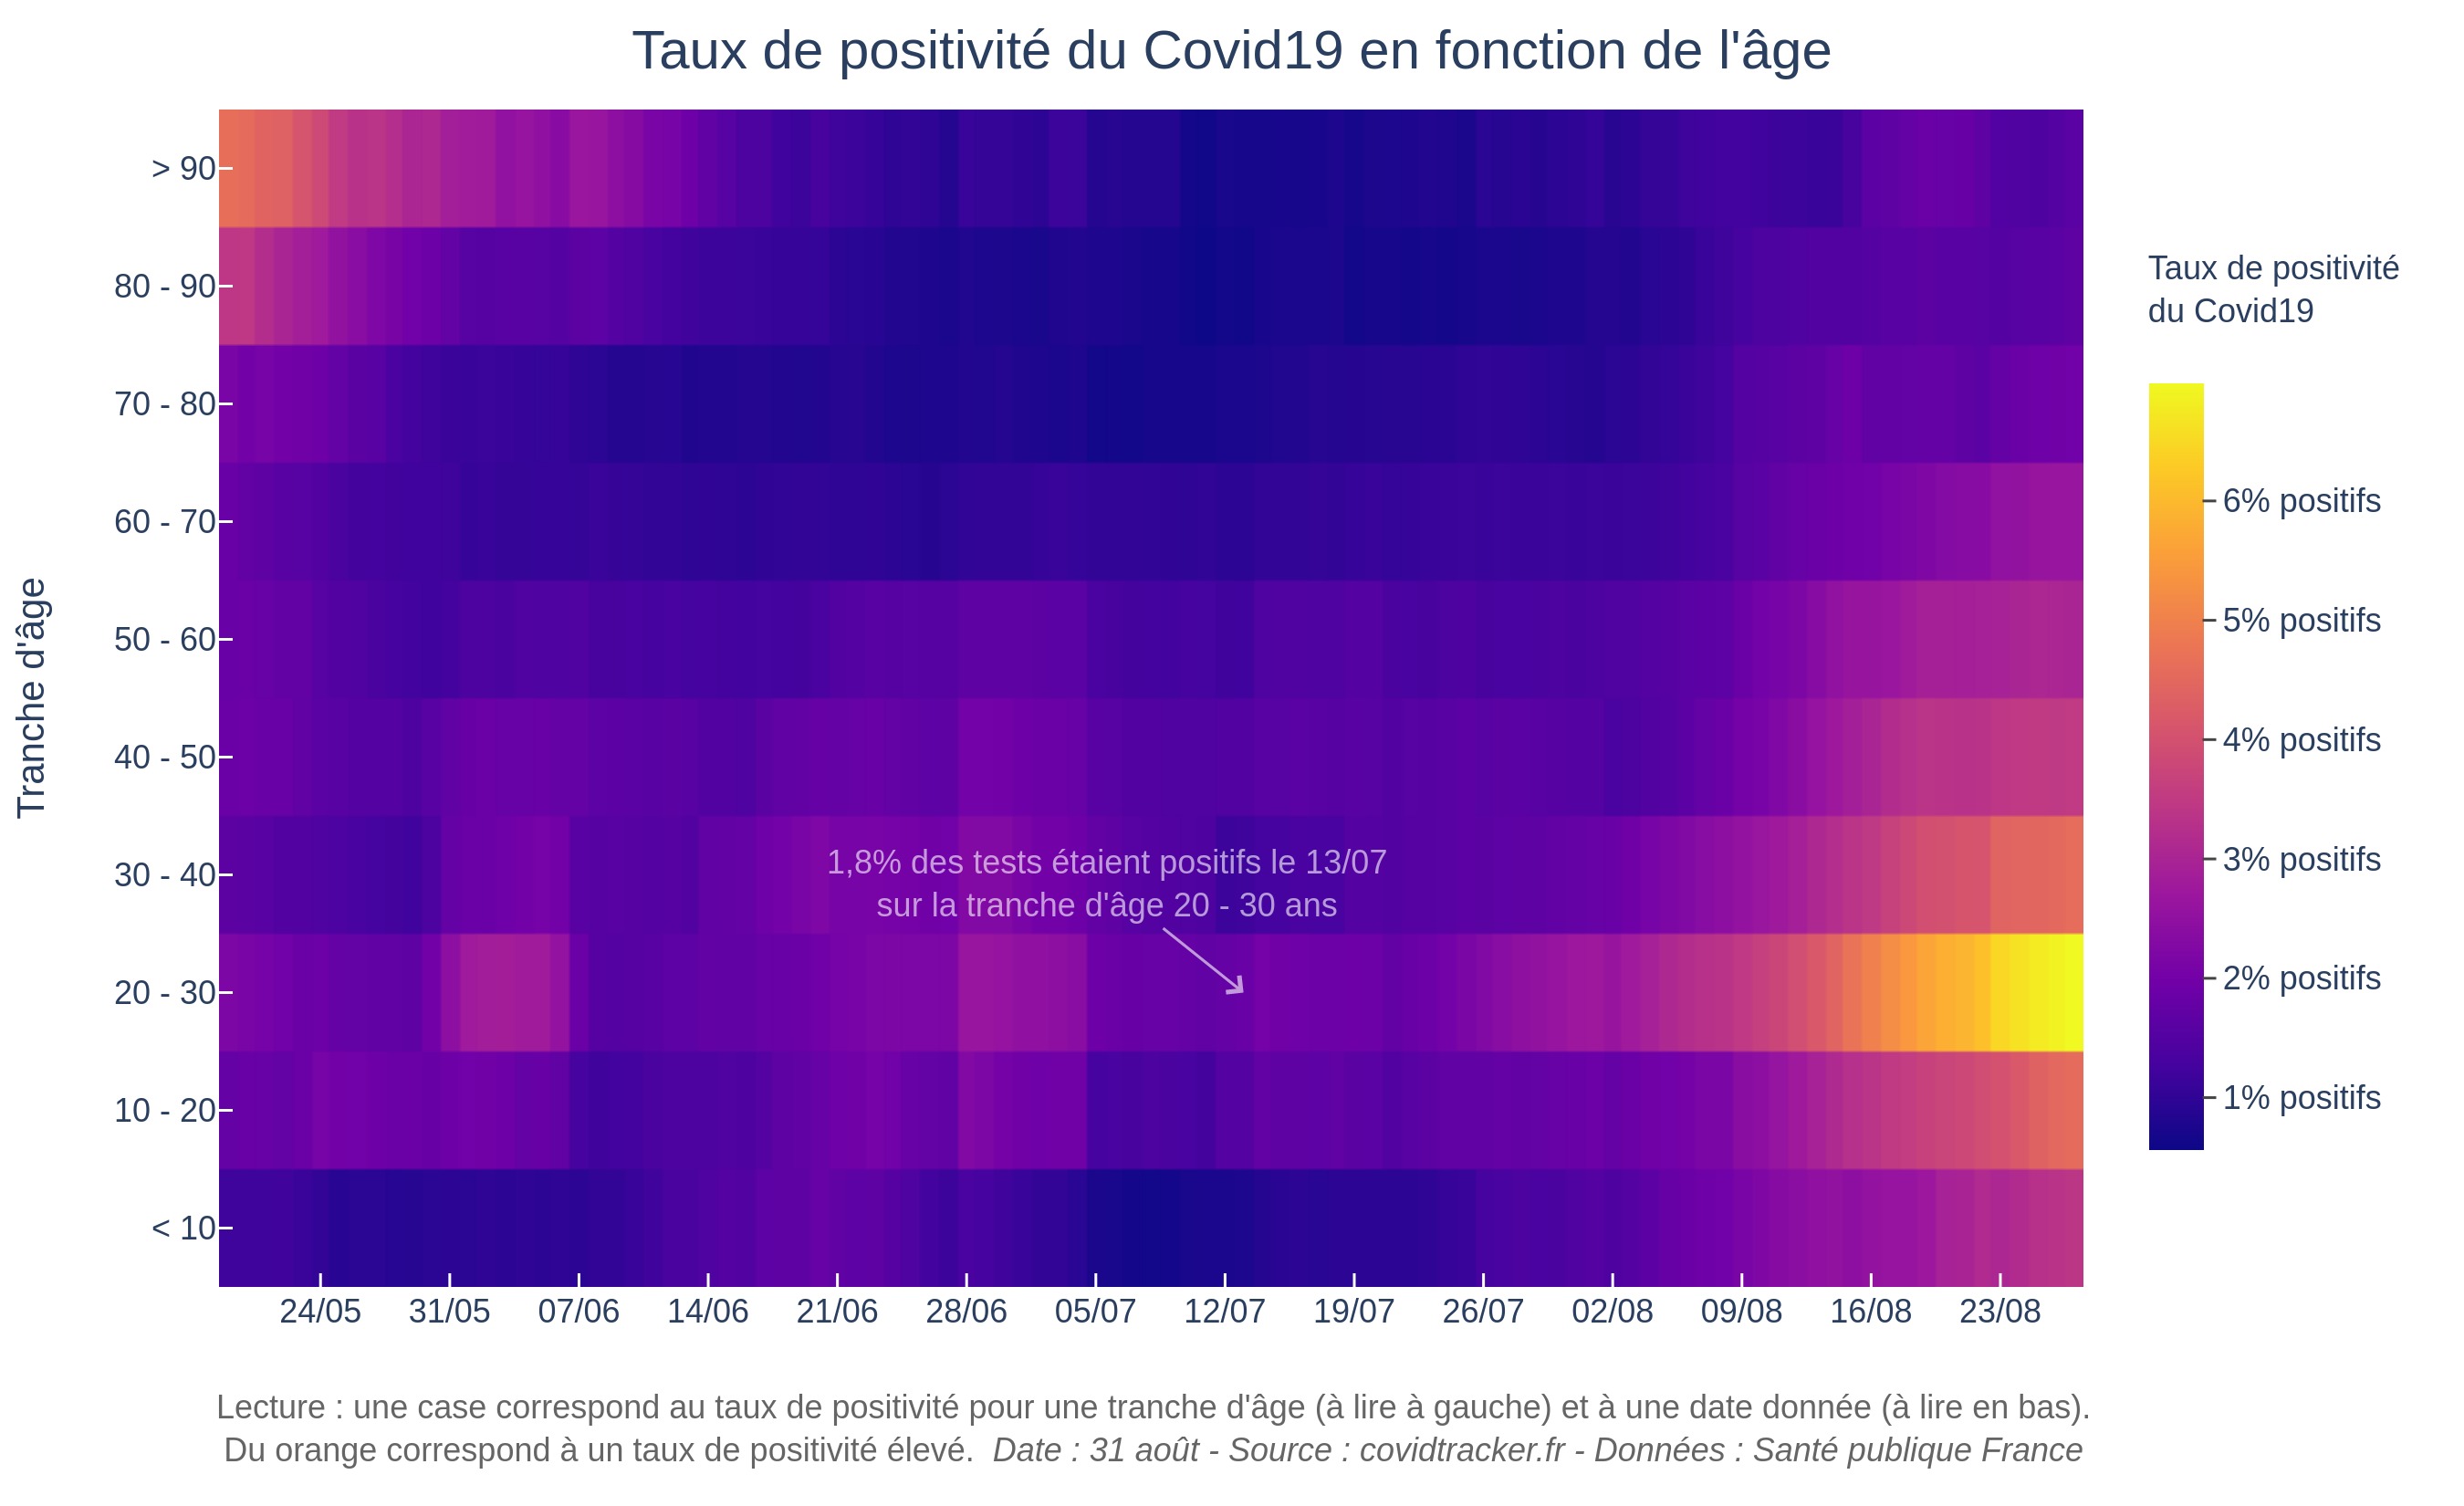 Taux de positivité du Covid19 en fonction de l'âge
Tranche d'âge
> 90
80 - 90
70 - 80
60 - 70
50 - 60
40 - 50
30 - 40
20 - 30
10 - 20
< 10
1,8% des tests étaient positifs le 13/07
sur la tranche d'âge 20 - 30 ans
24/05 31/05 07/06 14/06 21/06 28/06 05/07 12/07 19/07 26/07 02/08 09/08 16/08 23/08
Taux de positivité
du Covid19
6% positifs
5% positifs
4% positifs
3% positifs
2% positifs
1% positifs
Lecture : une case correspond au taux de positivité pour une tranche d'âge (à lire à gauche) et à une date donnée (à lire en bas).
Du orange correspond à un taux de positivité élevé. Date : 31 août - Source : covidtracker.fr - Données : Santé publique France